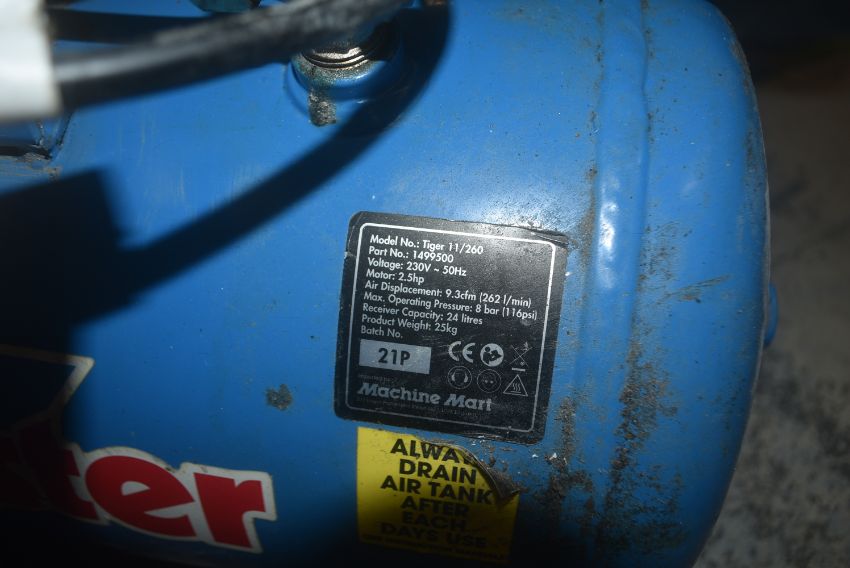 Model No.: Tiger 11/260
Part No.: 1499500
Voltage: 230V ~ 50Hz
Motor: 2.5hp
Air Displacement: 9.3cfm (262 l/min)
Max. Operating Pressure: 8 bar (116psi)
Receiver Capacity: 24 litres
Product Weight: 25kg
Batch No.
21P
CE
Machine Mart
ter
ALWAY
DRAIN
AIR TANK
AFTER
EACH
DAYS USE